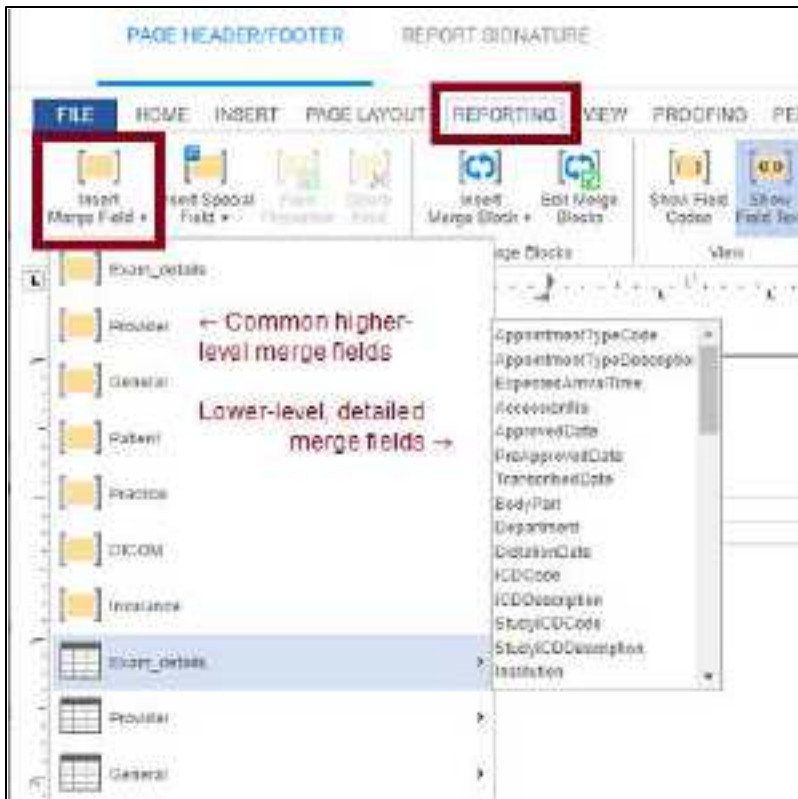 PAGE HEADER/FOOTER REPORT SIGNATURE
FILE HOME INSERT PAGE LAYOUT REPORTING VIEW PROOFING
Insert Merge Field
Insert Special Field
Insert Merge Block
Edit Merge Blocks
Show Field Codes
Show Field Text
Merge Blocks
View
Exam_details
Provider
General
Patient
Practice
DICOM
Insurance
Exam_details
Provider
General
← Common higher-
level merge fields
Lower-level, detailed
merge fields →
AppointmentTypeCode
AppointmentTypeDescription
ExpectedArrivalTime
AccessionNo
ApprovedDate
PreApprovedDate
TranscribedDate
BodyPart
Department
DictationDate
ICDCode
ICDDescription
StudyICDCode
StudyICDDescription
Institution